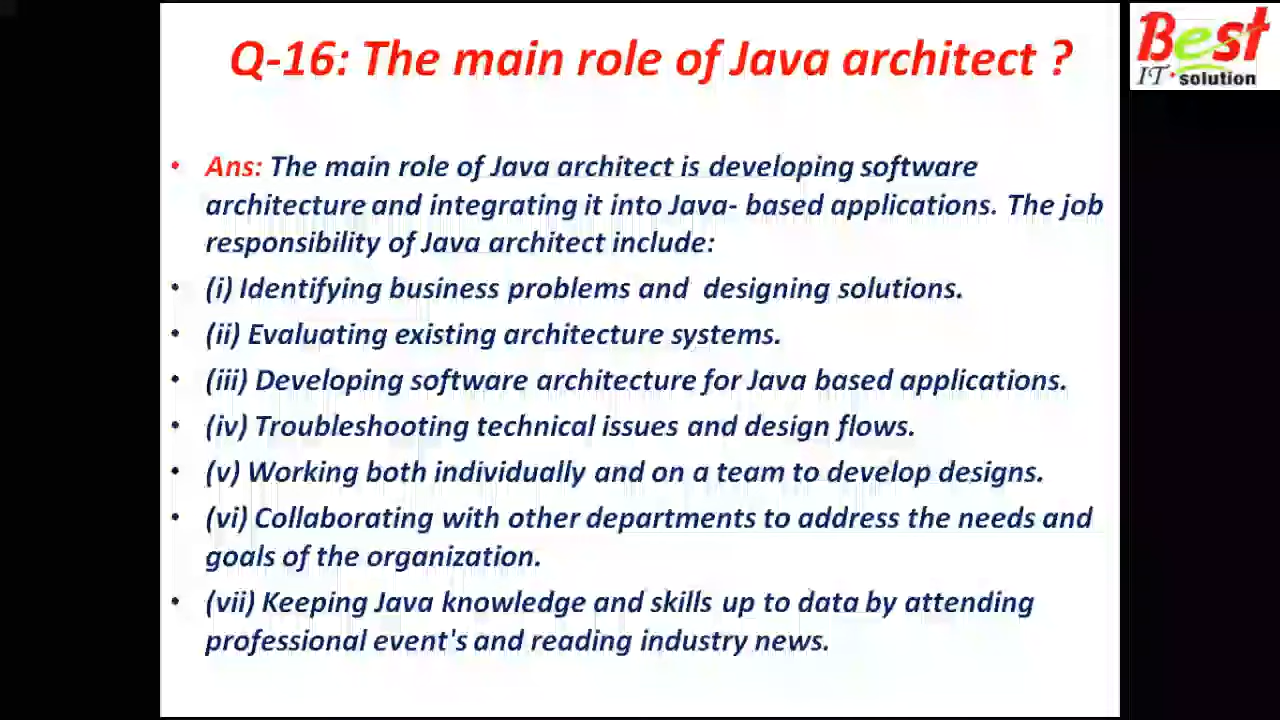 Q-16: The main role of Java architect ?
Best
IT solution
• Ans: The main role of Java architect is developing software
architecture and integrating it into Java- based applications. The job
responsibility of Java architect include:
• (i) Identifying business problems and designing solutions.
• (ii) Evaluating existing architecture systems.
• (iii) Developing software architecture for Java based applications.
• (iv) Troubleshooting technical issues and design flows.
• (v) Working both individually and on a team to develop designs.
• (vi) Collaborating with other departments to address the needs and
goals of the organization.
• (vii) Keeping Java knowledge and skills up to data by attending
professional event's and reading industry news.